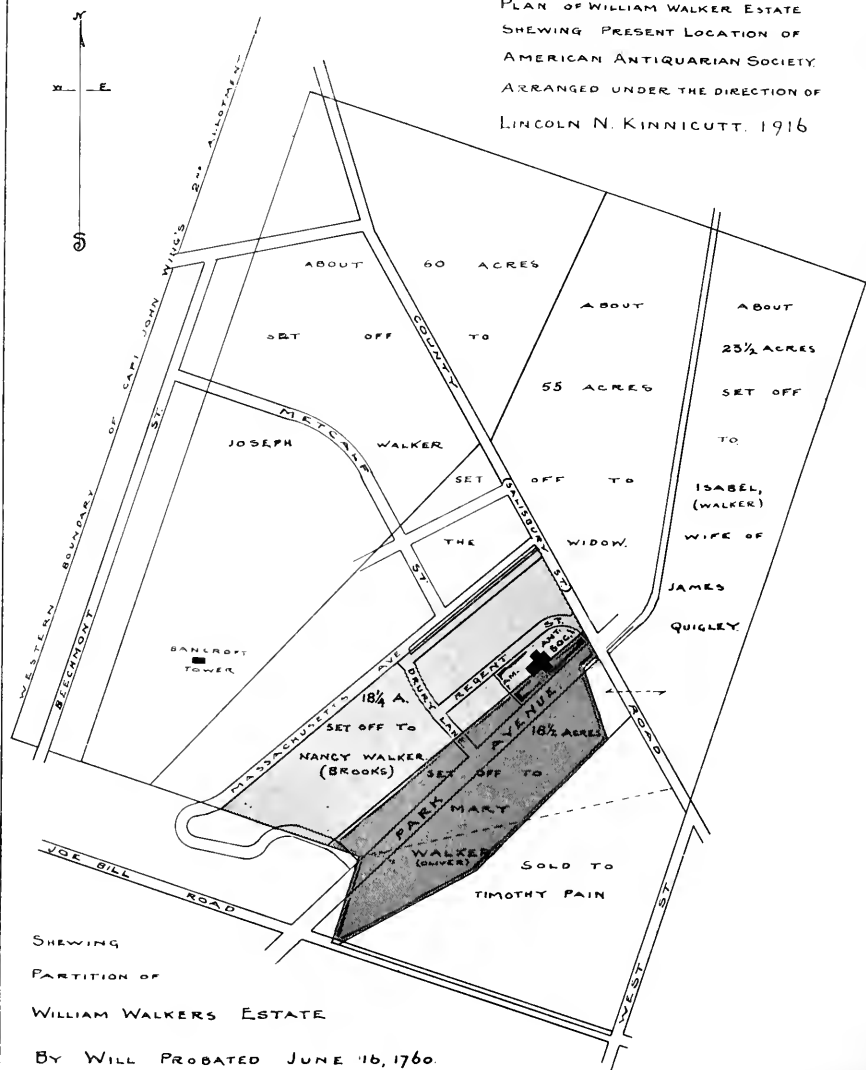 PLAN OF WILLIAM WALKER ESTATE
SHEWING PRESENT LOCATION OF
AMERICAN ANTIQUARIAN SOCIETY.
ARRANGED UNDER THE DIRECTION OF
LINCOLN N. KINNICUTT. 1916
N
W E
S
WESTERN BOUNDARY OF CAPT JOHN WING'S 2ND ALLOTMENT
BEECHMONT ST.
ABOUT 60 ACRES
SET OFF TO
JOSEPH WALKER
COUNTY ROAD
ABOUT
55 ACRES
SET OFF TO
THE WIDOW.
ABOUT
23½ ACRES
SET OFF
TO
ISABEL,
(WALKER)
WIFE OF
JAMES
QUIGLEY.
METCALF ST.
(SALISBURY ST.)
BANCROFT
TOWER
MASSACHUSETTS AVE
REGENT ST.
DRURY LANE
AM. ANT.
SOC.
PARK AVENUE.
18¼ A.
SET OFF TO
NANCY WALKER
(BROOKS)
18½ ACRES
SET OFF TO
MARY
WALKER
(OLIVER)
SOLD TO
TIMOTHY PAIN
JOE BILL ROAD
WEST ST
SHEWING
PARTITION OF
WILLIAM WALKERS ESTATE
BY WILL PROBATED JUNE 16, 1760.